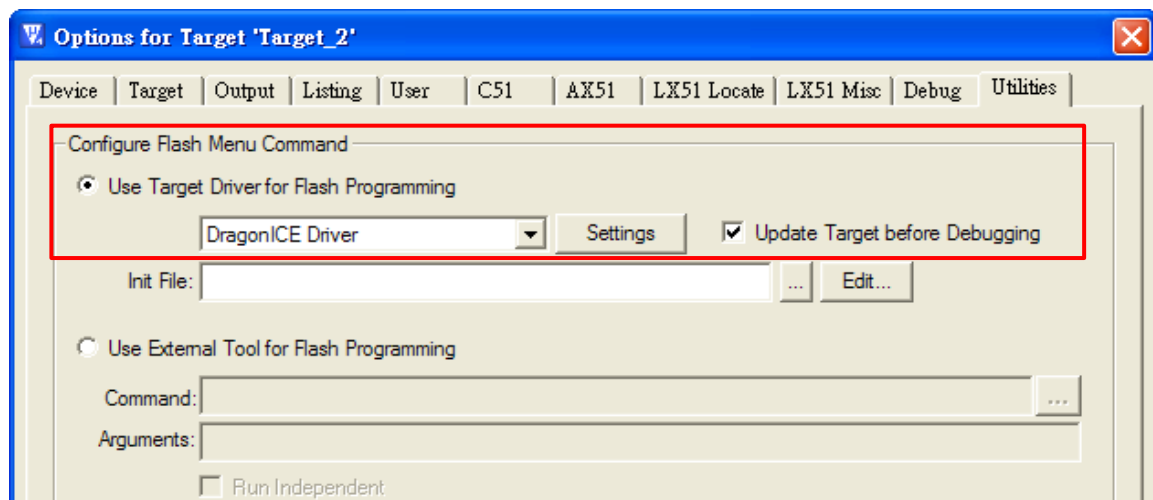 Options for Target 'Target_2'
Device Target Output Listing User C51 AX51 LX51 Locate LX51 Misc Debug Utilities
Configure Flash Menu Command
Use Target Driver for Flash Programming
DragonICE Driver Settings Update Target before Debugging
Init File: ... Edit...
Use External Tool for Flash Programming
Command: ...
Arguments:
Run Independent